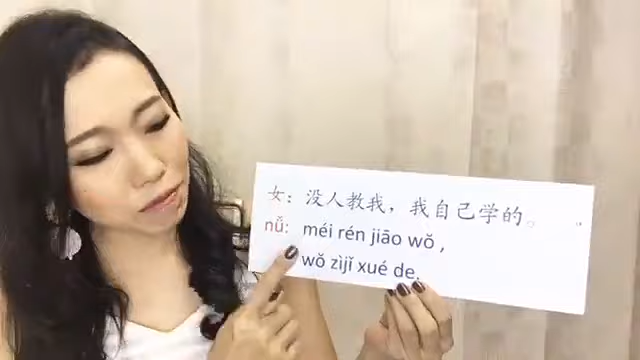 女：没人教我，我自己学的。
nǚ: méi rén jiāo wǒ ,
wǒ zìjǐ xué de.